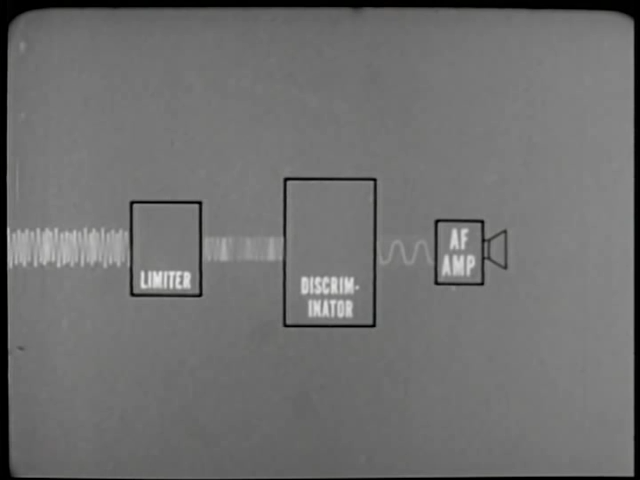 LIMITER
DISCRIM-
INATOR
AF
AMP